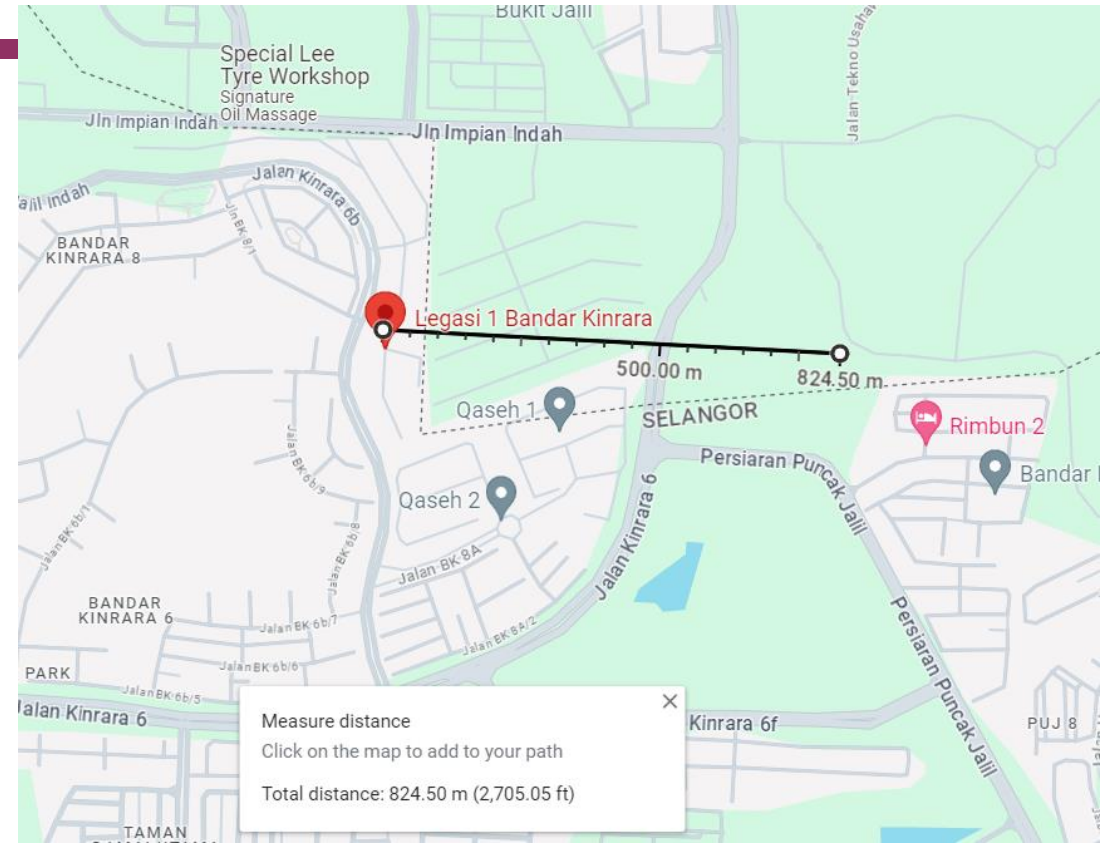 Bukit Jalil
Special Lee
Tyre Workshop
Signature
Oil Massage
Jalan Tekno Usaha
Jln Impian Indah
Jln Impian Indah
Jalan Kinrara 6b
Indah
Jln BK 8/1
BANDAR
KINRARA 8
Legasi 1 Bandar Kinrara
500.00 m
824.50 m
Qaseh 1
SELANGOR
Rimbun 2
Persiaran Puncak Jalil
Bandar
Jalan BK 6b/9
Qaseh 2
Jalan Kinrara 6
Jalan BK 6b/1
Jalan BK 6b/8
Jalan BK 8A
BANDAR
KINRARA 6
Jalan BK 6b/7
Jalan BK 8A/2
Persiaran Puncak Jalil
Jalan BK 6b/6
PARK
Jalan BK 6b/5
Jalan Kinrara 6
Kinrara 6f
PUJ 8
Measure distance
Click on the map to add to your path
Total distance: 824.50 m (2,705.05 ft)
TAMAN